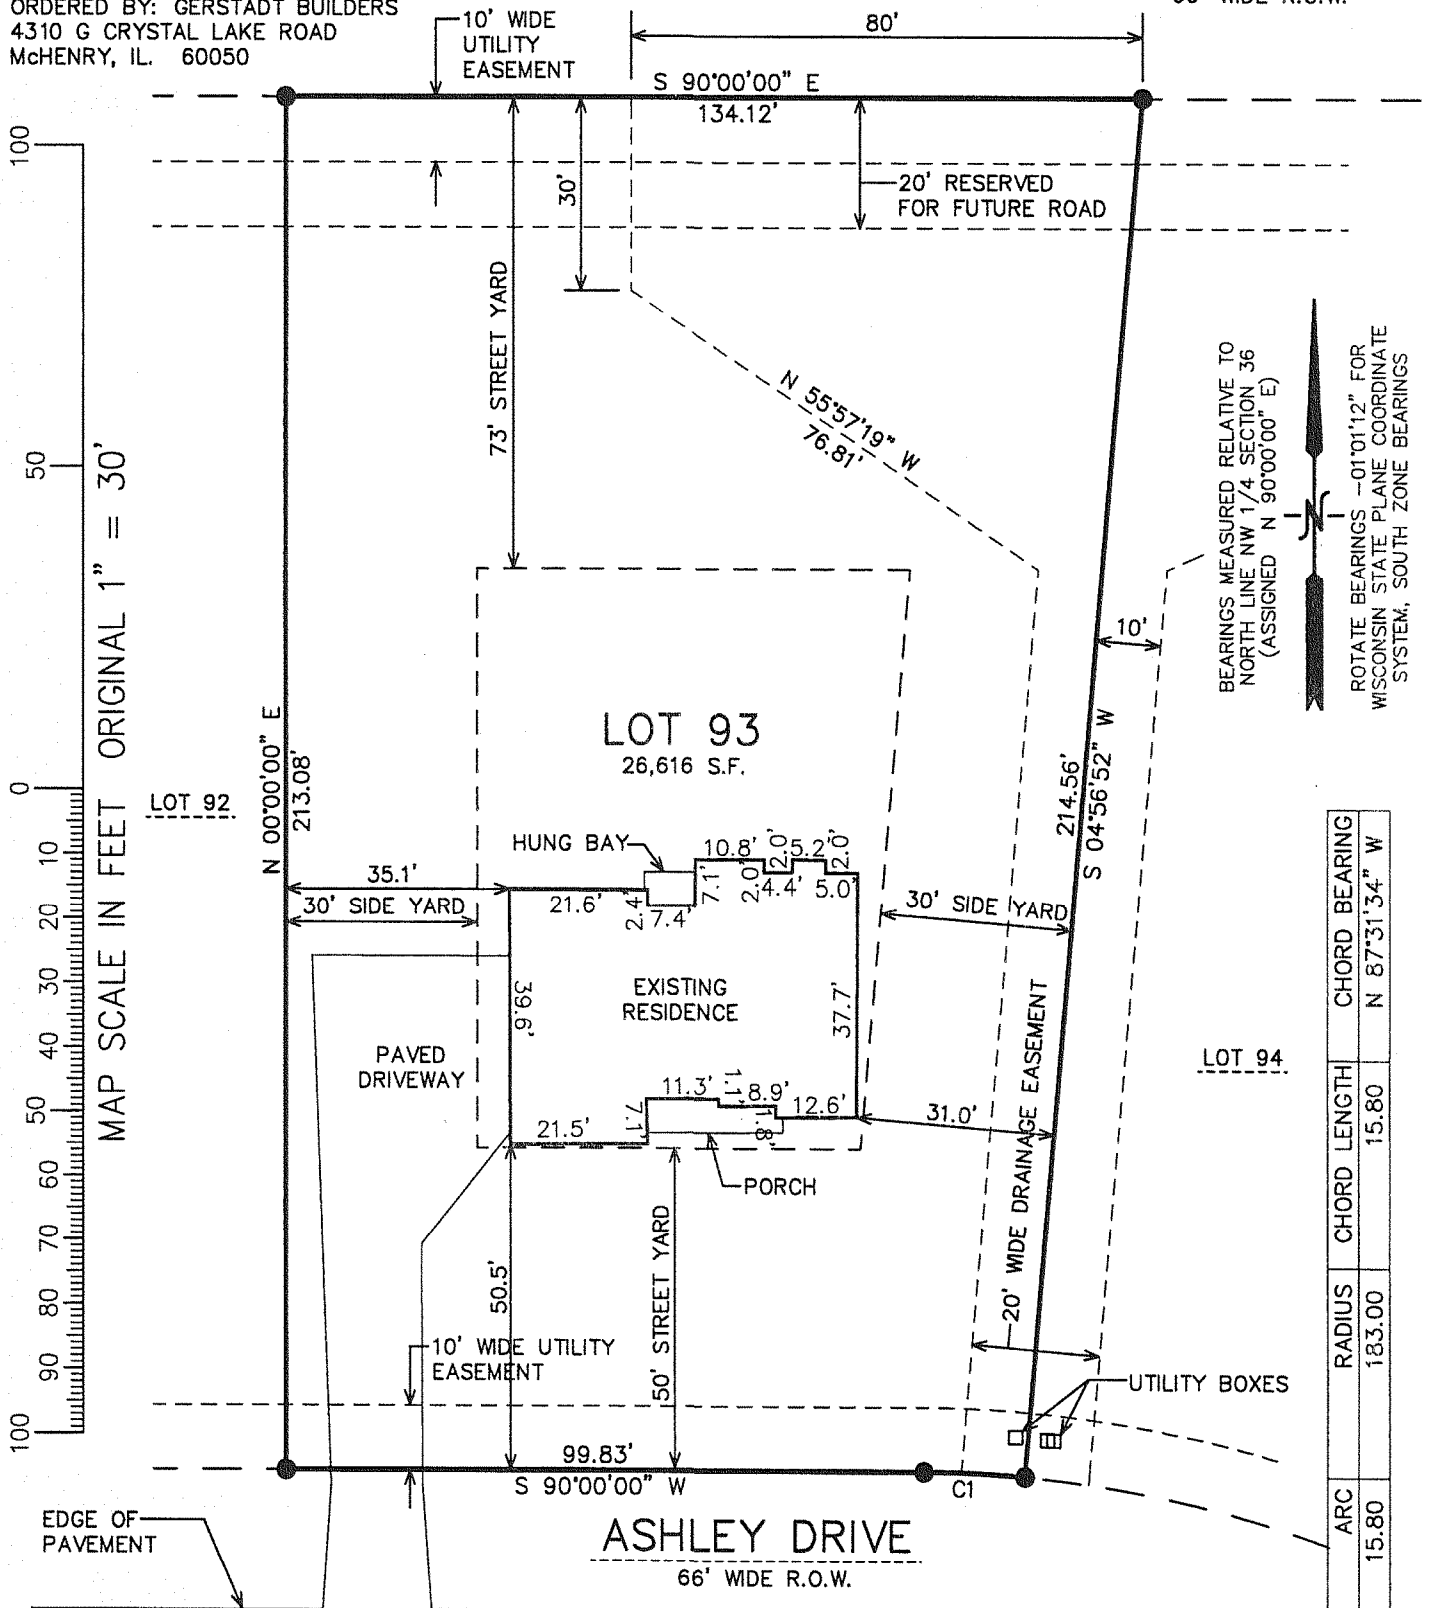 ORDERED BY: GERSTADT BUILDERS
4310 G CRYSTAL LAKE ROAD
McHENRY, IL. 60050
10' WIDE
UTILITY
EASEMENT
80'
S 90°00'00" E
134.12'
20' RESERVED
FOR FUTURE ROAD
30'
73' STREET YARD
N 55°57'19" W
76.81'
BEARINGS MEASURED RELATIVE TO
NORTH LINE NW 1/4 SECTION 36
(ASSIGNED N 90°00'00" E)
N
ROTATE BEARINGS -01°01'12" FOR
WISCONSIN STATE PLANE COORDINATE
SYSTEM, SOUTH ZONE BEARINGS
10'
MAP SCALE IN FEET ORIGINAL 1" = 30'
100
50
0
10
20
30
40
50
60
70
80
90
100
LOT 93
26,616 S.F.
LOT 92
N 00°00'00" E
213.08'
214.56'
S 04°56'52" W
HUNG BAY
10.8'
2.0'
5.2'
2.0'
35.1'
21.6'
2.4'
7.4'
7.1'
2.0'
4.4'
5.0'
30' SIDE YARD
30' SIDE YARD
39.6'
EXISTING
RESIDENCE
37.7'
PAVED
DRIVEWAY
LOT 94
11.3'
1.1'
8.9'
12.6'
1.8'
7.1'
21.5'
31.0'
PORCH
20' WIDE DRAINAGE EASEMENT
50.5'
50' STREET YARD
10' WIDE UTILITY
EASEMENT
UTILITY BOXES
99.83'
S 90°00'00" W
C1
EDGE OF
PAVEMENT
ASHLEY DRIVE
66' WIDE R.O.W.
ARC RADIUS CHORD LENGTH CHORD BEARING
15.80 183.00 15.80 N 87°31'34" W